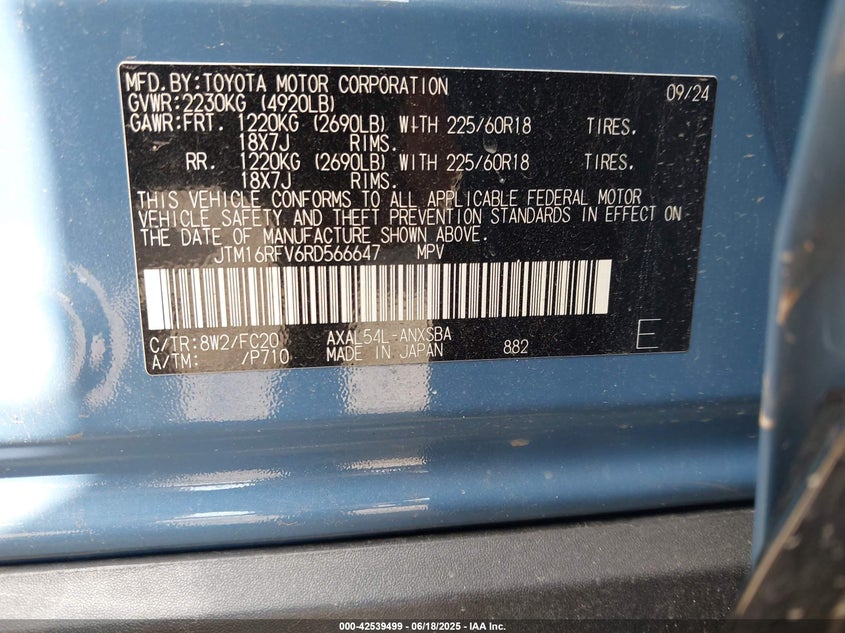 MFD.BY:TOYOTA MOTOR CORPORATION 09/24
GVWR:2230KG (4920LB)
GAWR:FRT. 1220KG (2690LB) WITH 225/60R18 TIRES,
18X7J RIMS.
RR. 1220KG (2690LB) WITH 225/60R18 TIRES,
18X7J RIMS.
THIS VEHICLE CONFORMS TO ALL APPLICABLE FEDERAL MOTOR
VEHICLE SAFETY AND THEFT PREVENTION STANDARDS IN EFFECT ON
THE DATE OF MANUFACTURE SHOWN ABOVE.
JTM16RFV6RD566647 MPV
C/TR:8W2/FC20 AXAL54L-ANXSBA
A/TM: /P710 MADE IN JAPAN 882 E
000-42539499 - 06/18/2025 - IAA Inc.